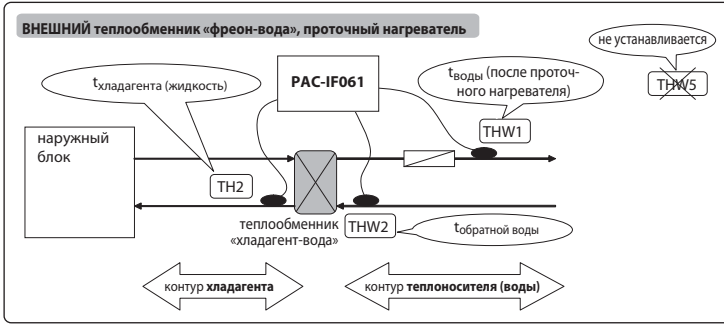 ВНЕШНИЙ теплообменник «фреон-вода», проточный нагреватель
не устанавливается
THW5
tхладагента (жидкость)
PAC-IF061
tводы (после проточ-
ного нагревателя)
THW1
наружный
блок
TH2
теплообменник
«хладагент-вода»
THW2
tобратной воды
контур хладагента
контур теплоносителя (воды)